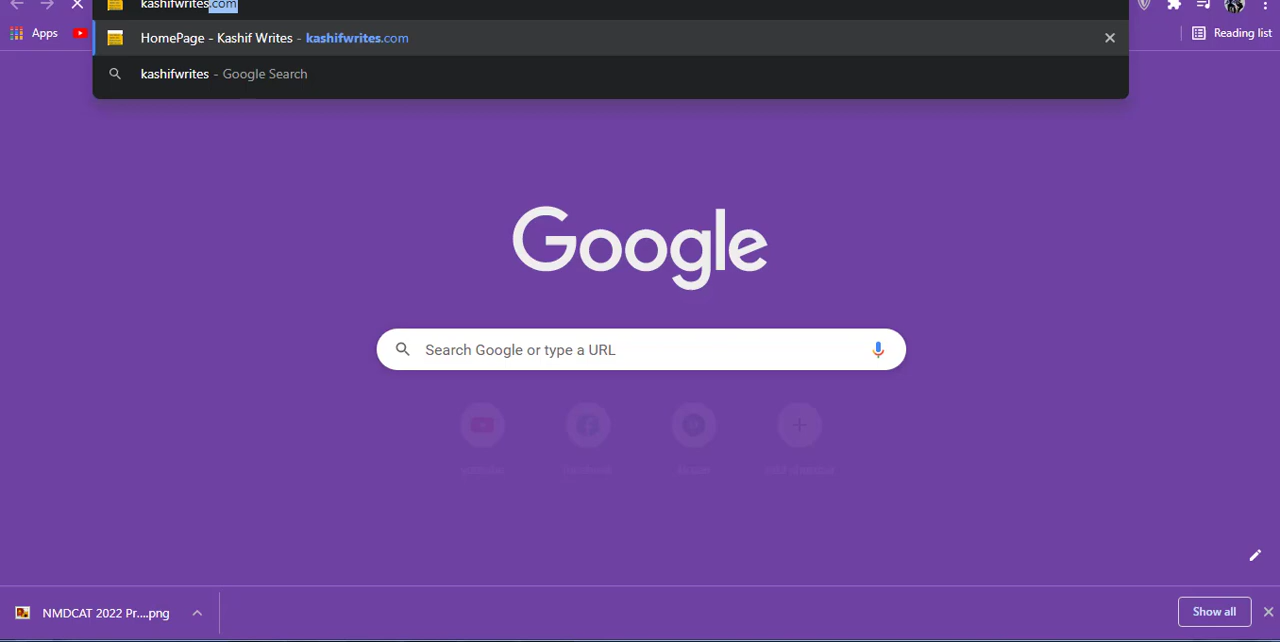 kashifwrites.com
Apps
HomePage - Kashif Writes - kashifwrites.com
Reading list
kashifwrites - Google Search
Google
Search Google or type a URL
NMDCAT 2022 Pr....png
Show all